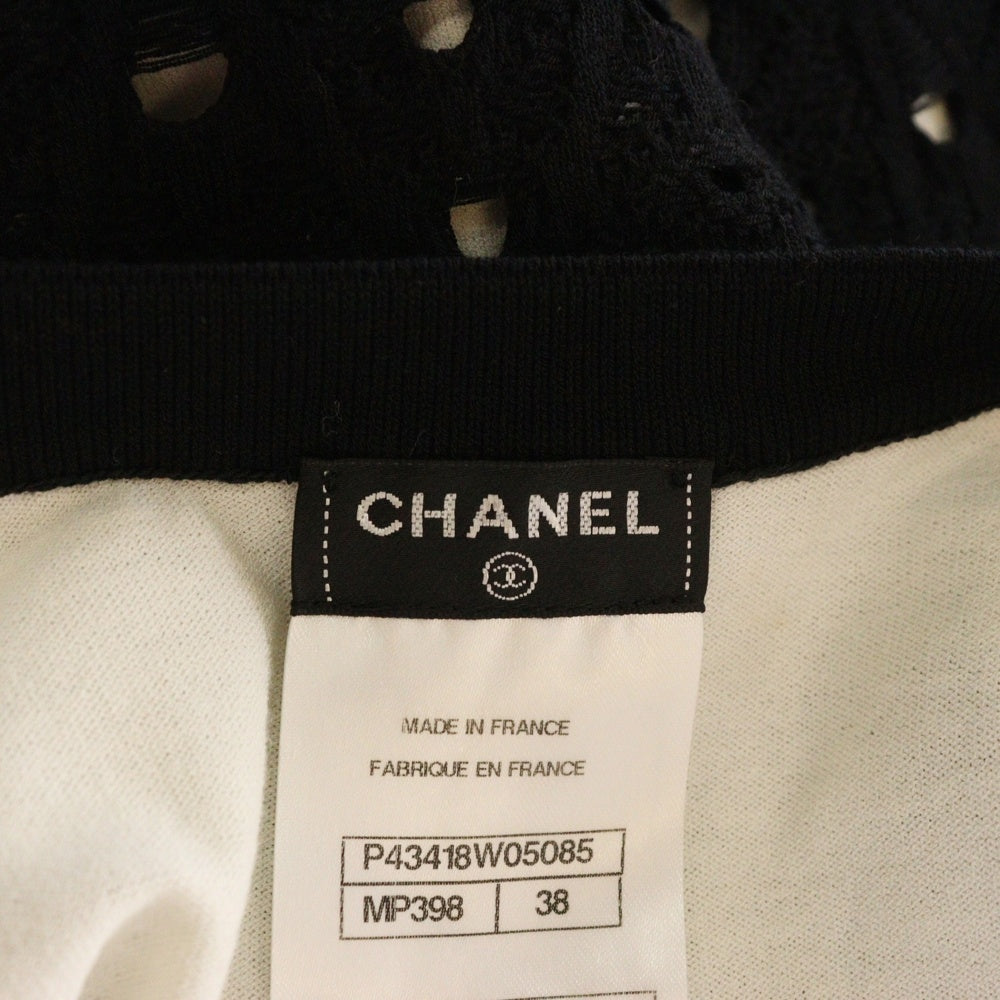 CHANEL
MADE IN FRANCE
FABRIQUE EN FRANCE
P43418W05085
MP398 38